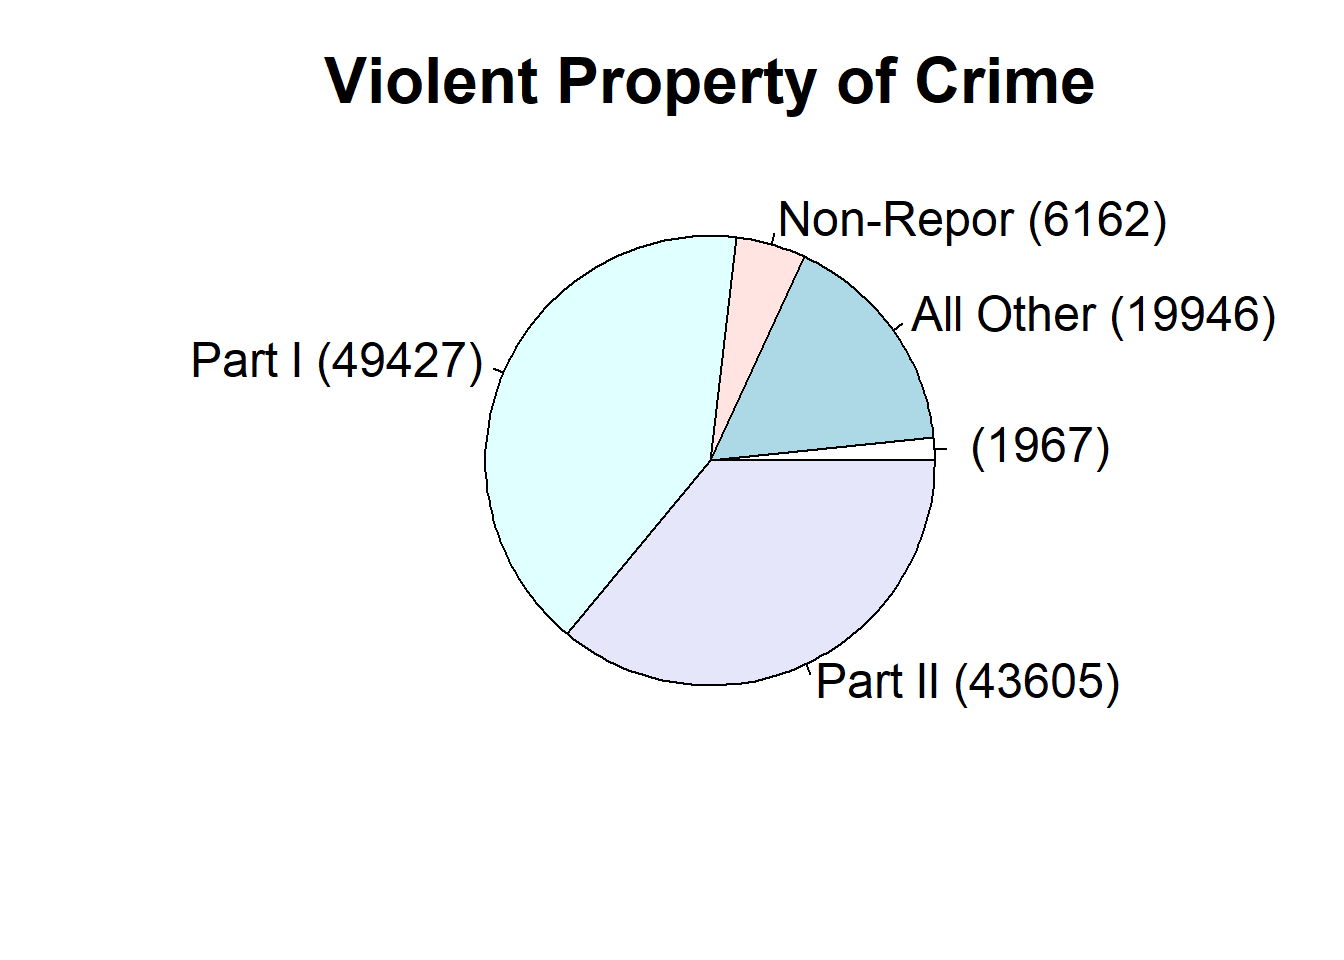 Violent Property of Crime
Non-Repor (6162)
All Other (19946)
Part I (49427)
(1967)
Part II (43605)